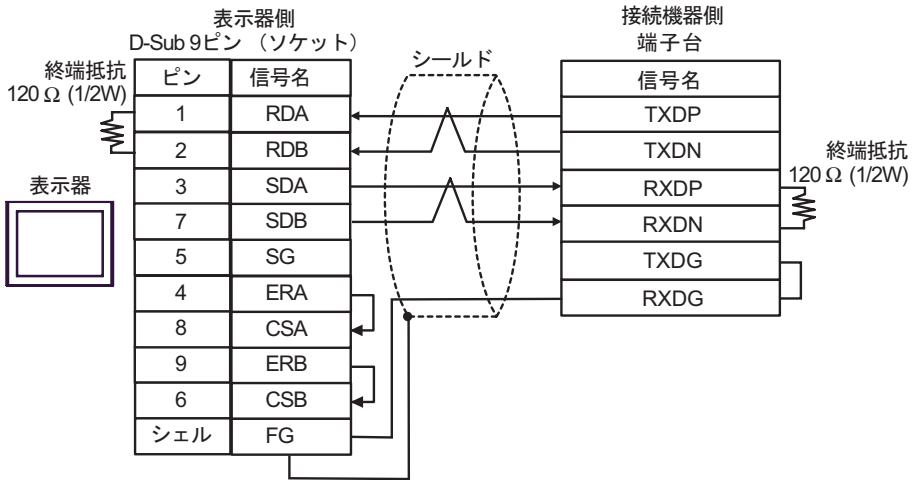 表示器側
D-Sub 9ピン （ソケット）
終端抵抗
120 Ω (1/2W)
表示器
ピン 信号名
1 RDA
2 RDB
3 SDA
7 SDB
5 SG
4 ERA
8 CSA
9 ERB
6 CSB
シェル FG
シールド
接続機器側
端子台
信号名
TXDP
TXDN
RXDP
RXDN
TXDG
RXDG
終端抵抗
120 Ω (1/2W)